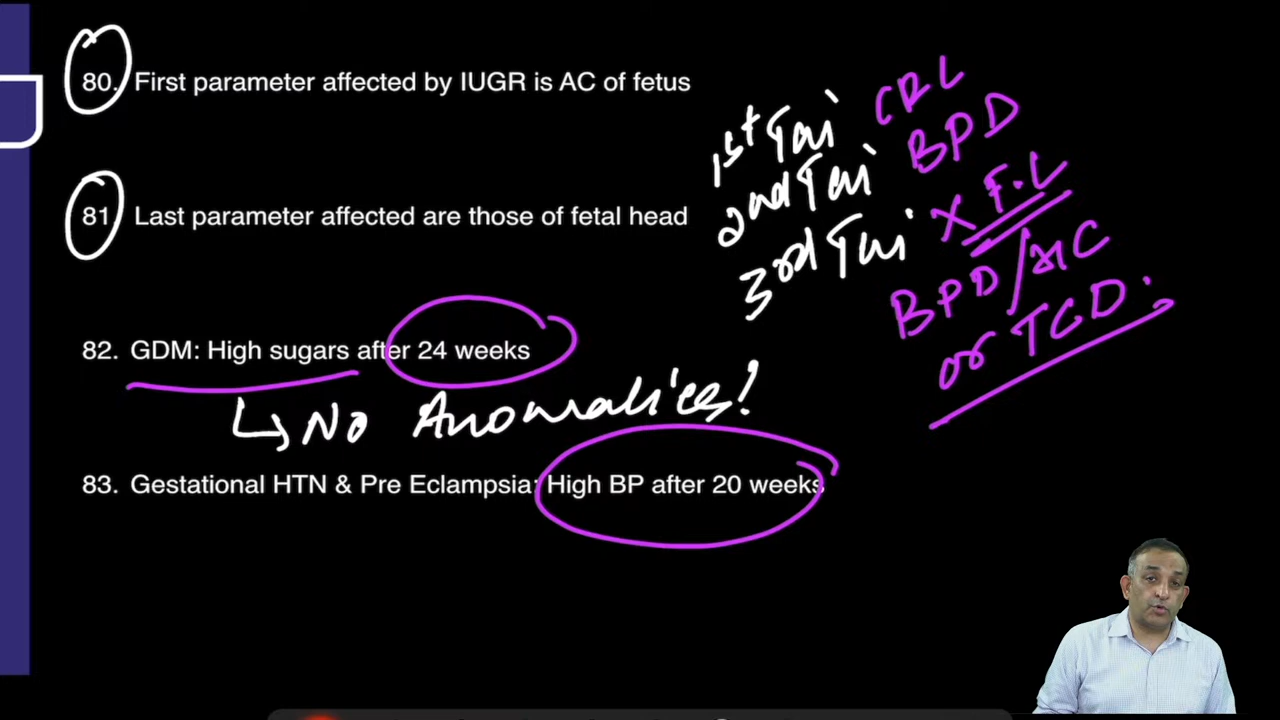 80. First parameter affected by IUGR is AC of fetus
81. Last parameter affected are those of fetal head
1st Tri CRL
2nd Tri BPD
3rd Tri X F.L
BPD/HC
or TCD.
82. GDM: High sugars after 24 weeks
No Anomalies!
83. Gestational HTN & Pre Eclampsia: High BP after 20 weeks